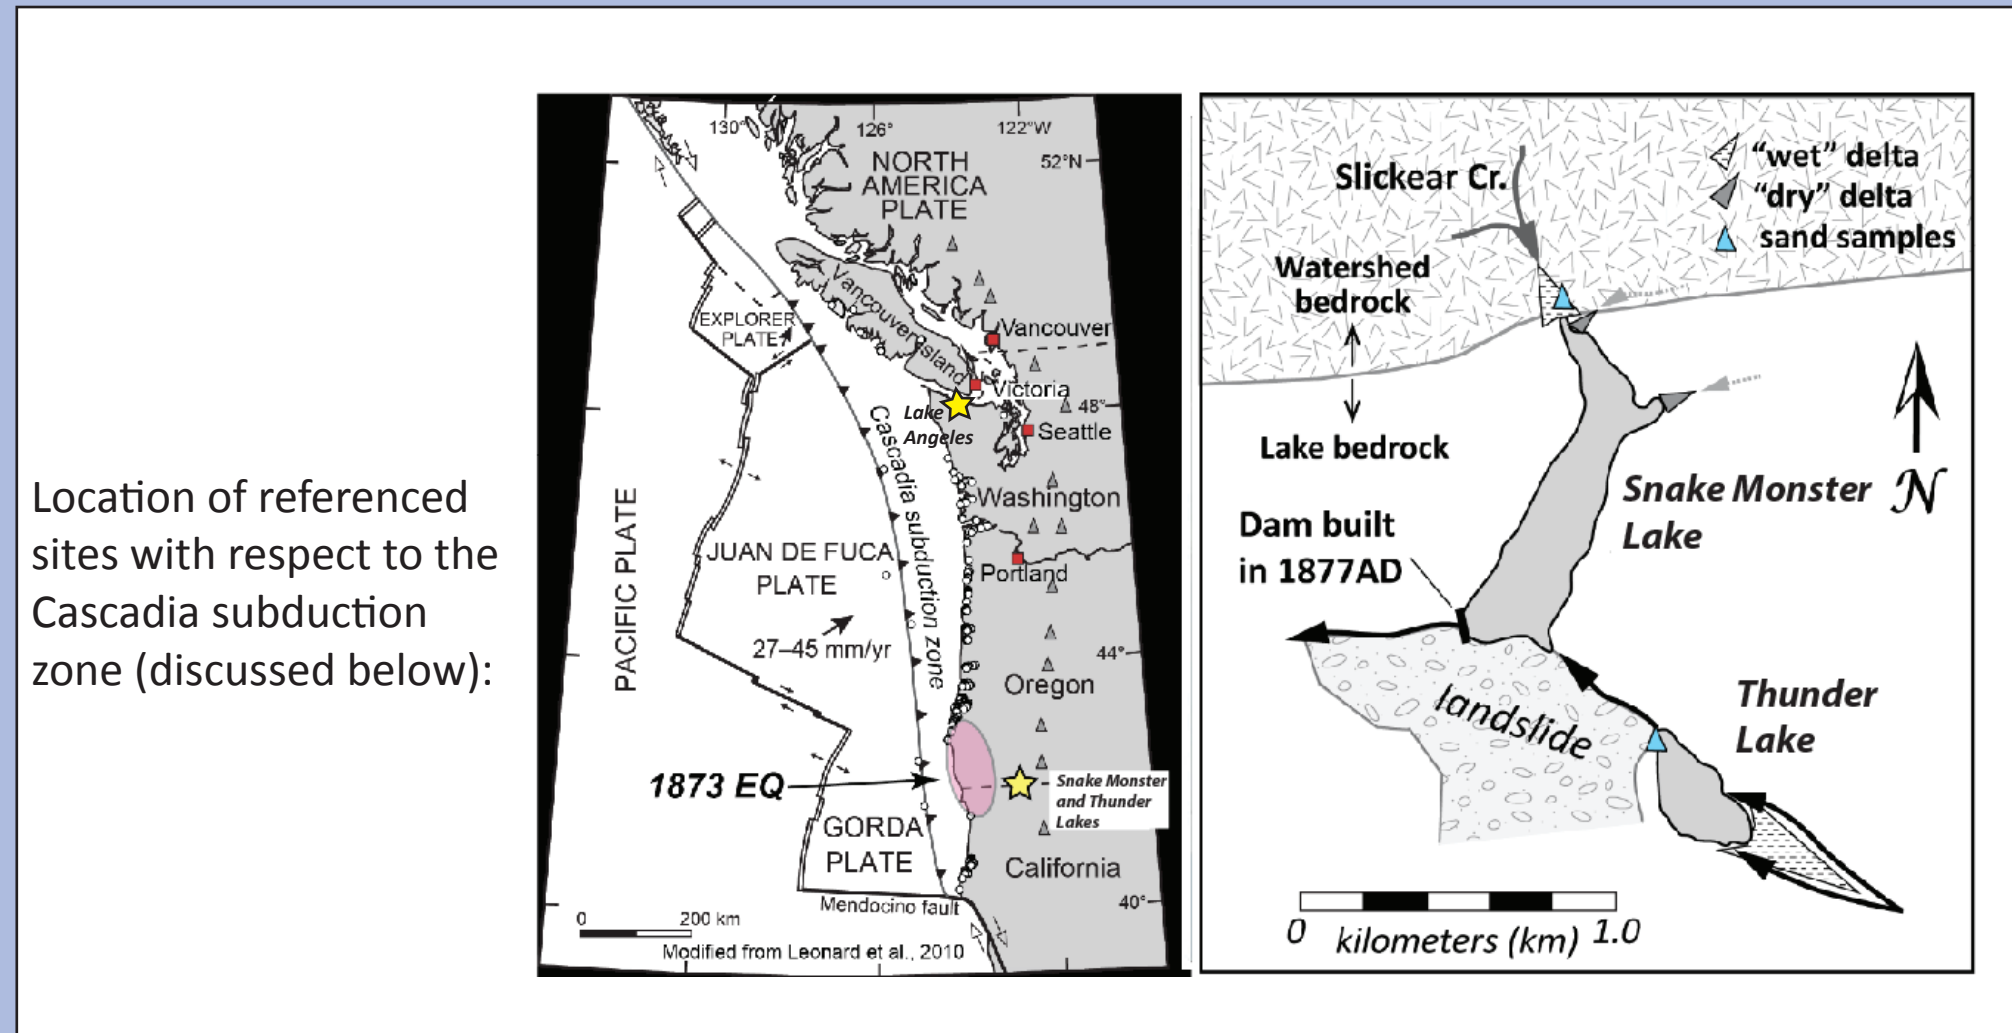 Location of referenced
sites with respect to the
Cascadia subduction
zone (discussed below):
130°
126°
122°W
52°N
NORTH
AMERICA
PLATE
Vancouver Island
EXPLORER
PLATE
Vancouver
Victoria
48°
Lake
Angeles
Seattle
Cascadia subduction zone
Washington
PACIFIC PLATE
JUAN DE FUCA
PLATE
Portland
27–45 mm/yr
44°
Oregon
1873 EQ
Snake Monster
and Thunder
Lakes
GORDA
PLATE
California
Mendocino fault
40°
0 200 km
Modified from Leonard et al., 2010
Slickear Cr.
"wet" delta
"dry" delta
sand samples
Watershed
bedrock
Lake bedrock
N
Snake Monster
Lake
Dam built
in 1877AD
landslide
Thunder
Lake
0 kilometers (km) 1.0